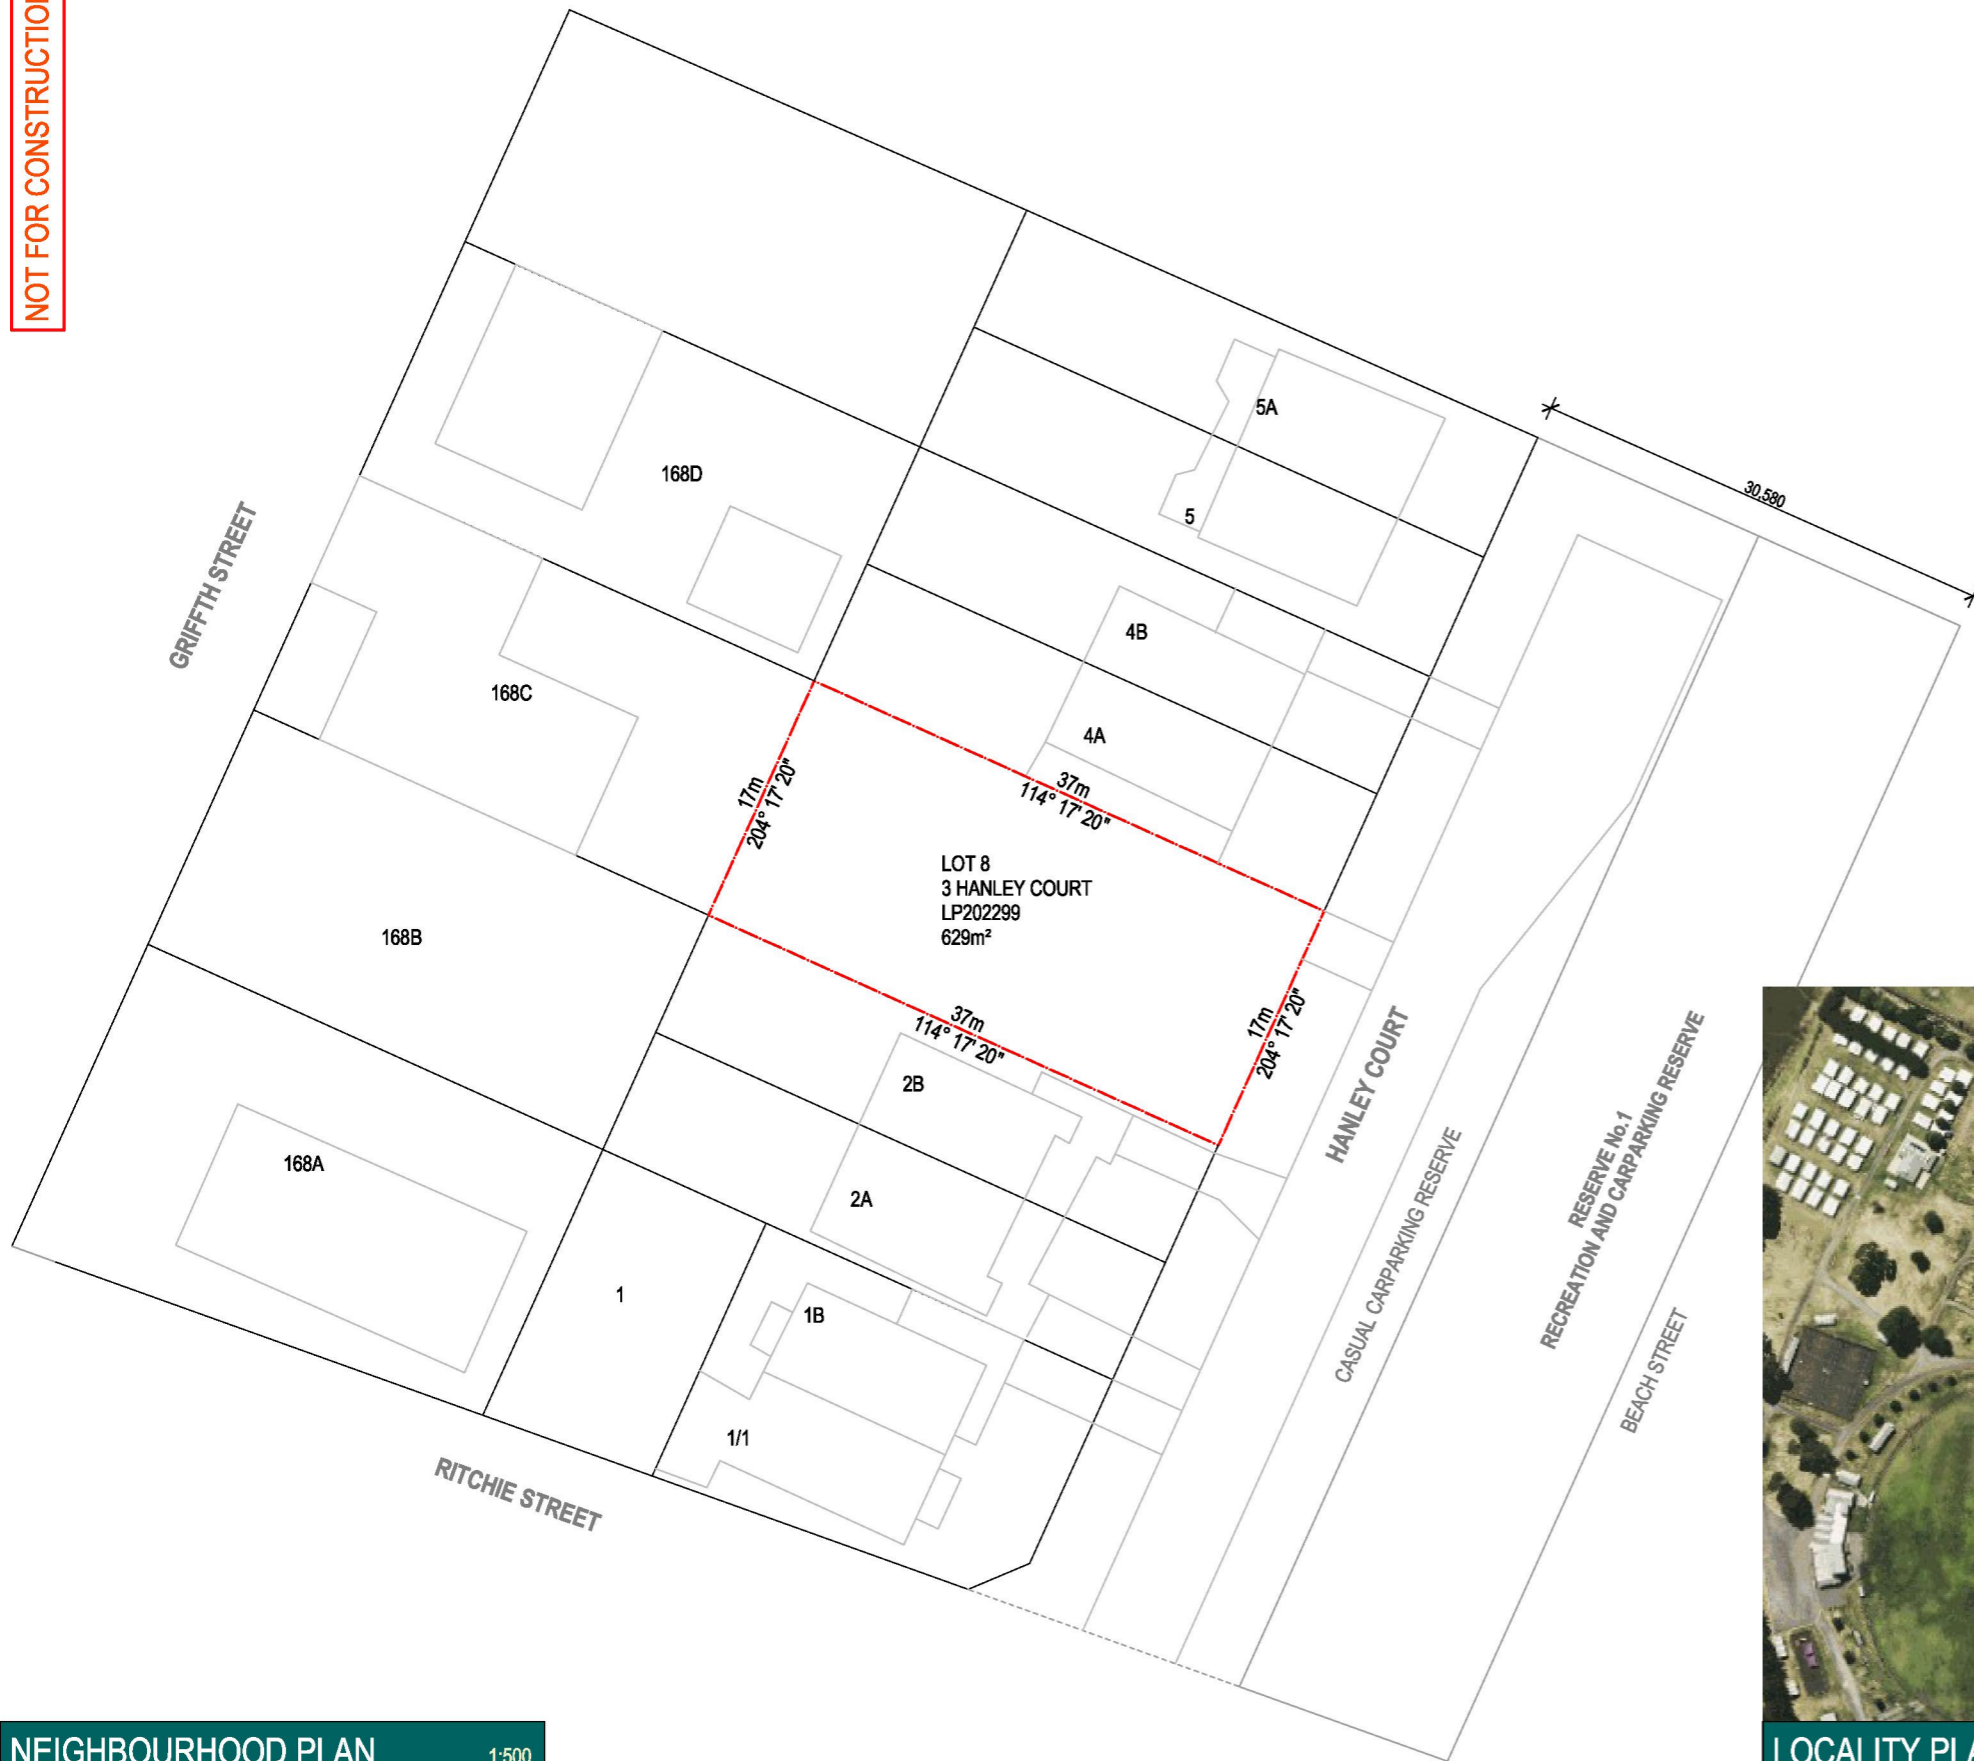 NOT FOR CONSTRUCTION
5A
30,580
168D
5
GRIFFTH STREET
4B
168C
4A
17m
204° 17' 20"
37m
114° 17' 20"
LOT 8
3 HANLEY COURT
LP202299
629m²
168B
37m
114° 17' 20"
17m
204° 17' 20"
HANLEY COURT
2B
CASUAL CARPARKING RESERVE
RESERVE No.1
RECREATION AND CARPARKING RESERVE
168A
2A
1
1B
BEACH STREET
1/1
RITCHIE STREET
NEIGHBOURHOOD PLAN 1:500
LOCALITY